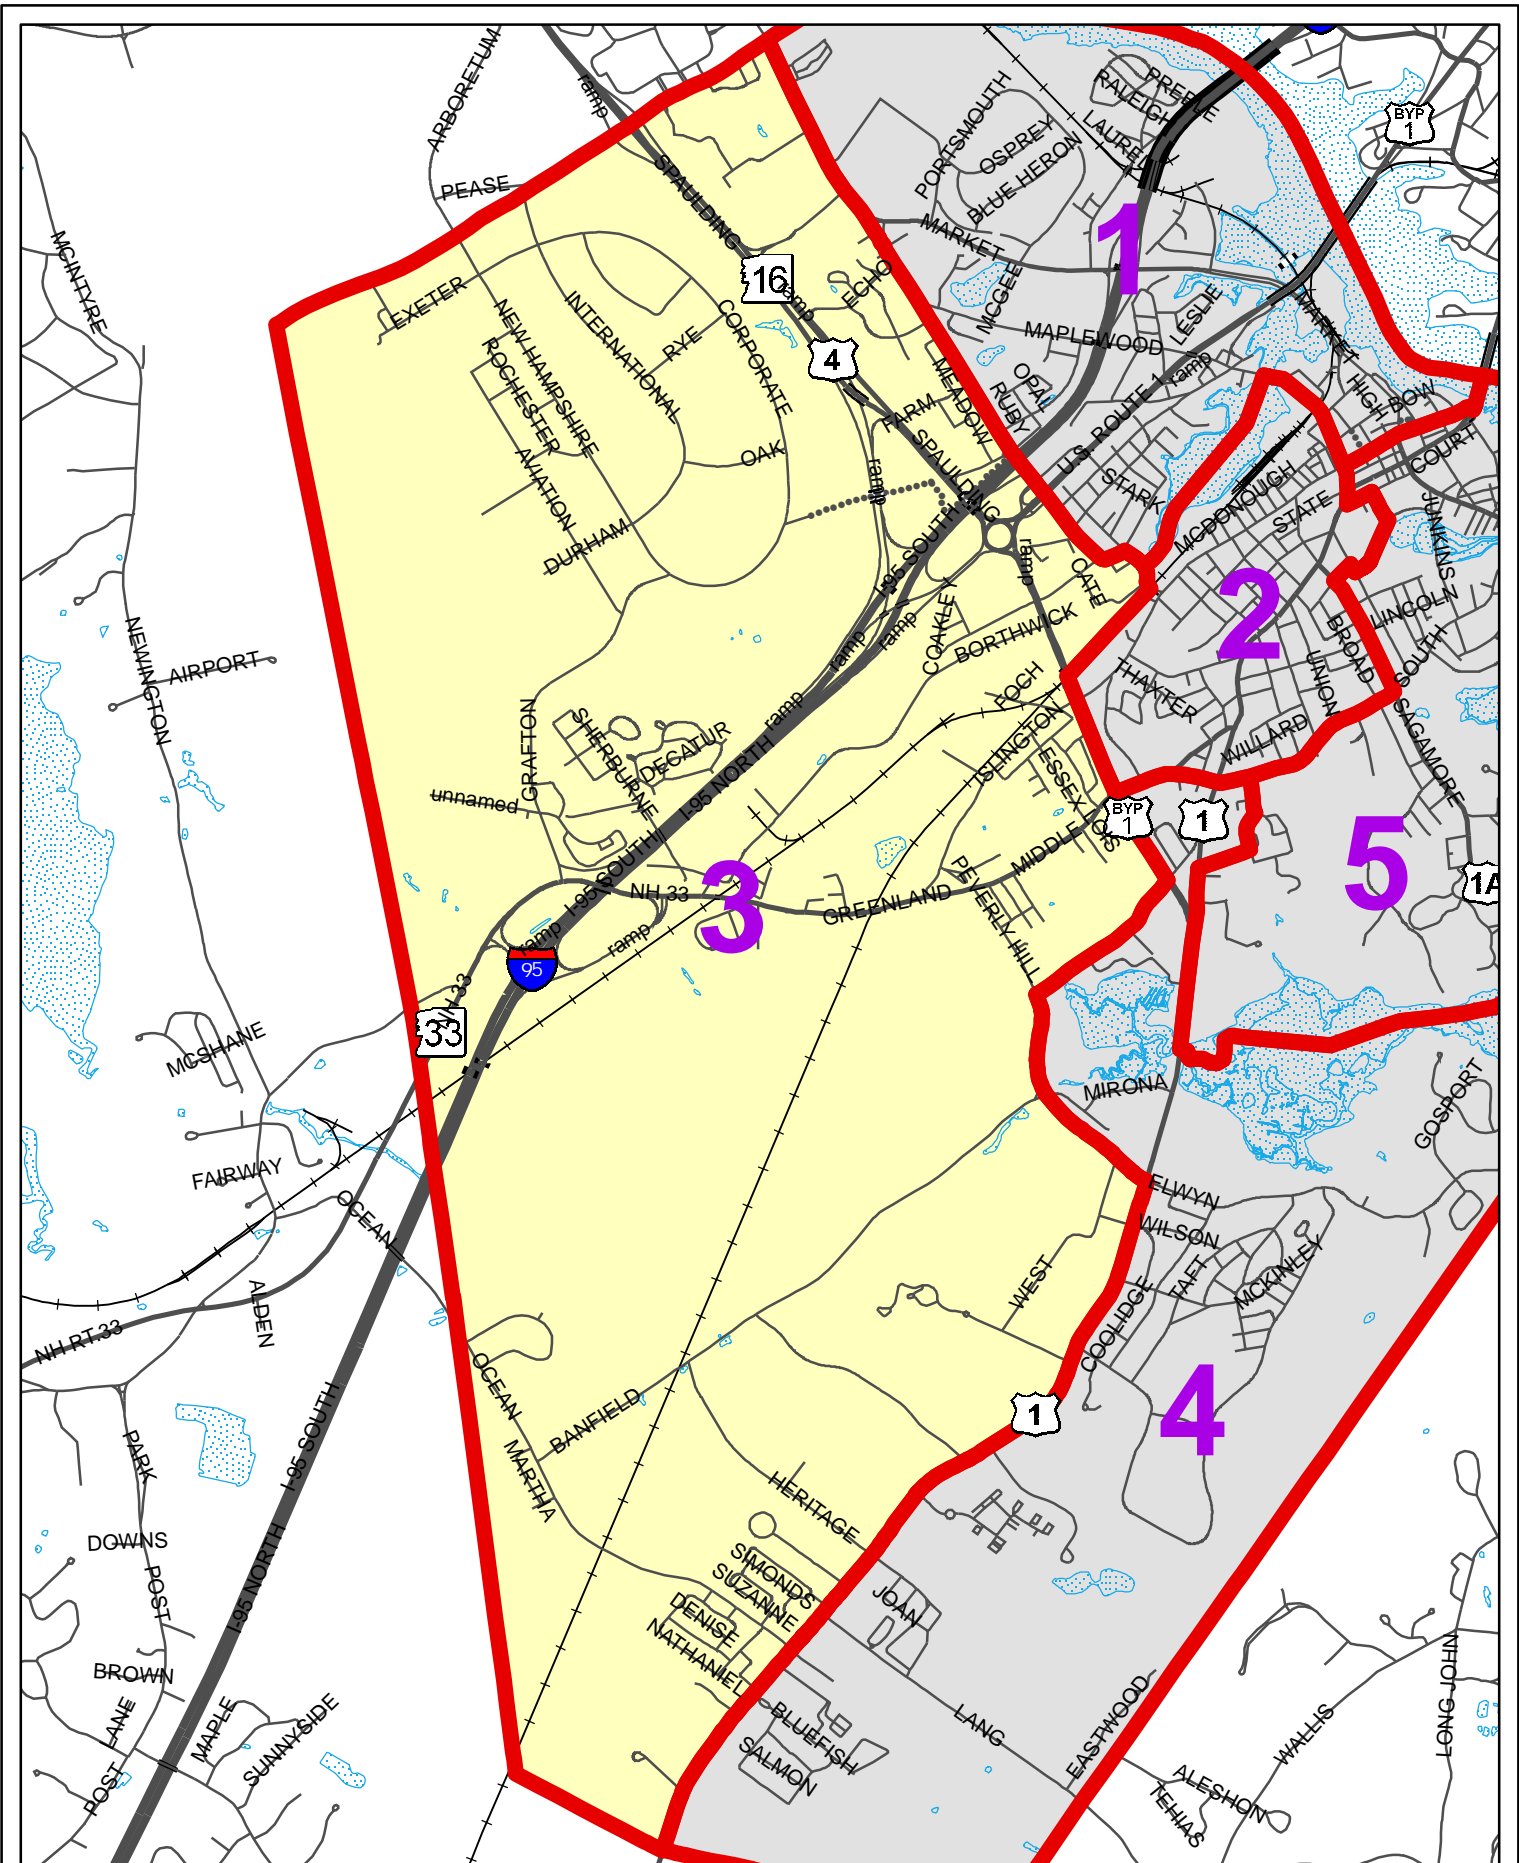 ARBORETUM
ramp
PREBLE
RALEIGH
BYP
1
LAUREL
PORTSMOUTH
OSPREY
BLUE HERON
SPAULDING
PEASE
MARKET
1
MCINTYRE
16
ramp
ECHO
MCGEE
EXETER
NEW HAMPSHIRE
INTERNATIONAL
RYE
CORPORATE
LESLIE
MARKET
MAPLEWOOD
4
ROCHESTER
MEADOW
OPAL
RUBY
U.S. ROUTE 1
ramp
HIGH
BOW
FARM
AVIATION
OAK
ramp
SPAULDING
STARK
MCDONOUGH
STATE
COURT
DURHAM
I-95 SOUTH
ramp
CATE
JUNKINS
NEWINGTON
AIRPORT
COAKLEY
BORTHWICK
2
LINCOLN
BROAD
SOUTH
UNION
ramp
ramp
ramp
FOCH
THAXTER
WILLARD
SAGAMORE
GRAFTON
SHERBURNE
DECATUR
ISLINGTON
ESSEX
LOIS
unnamed
I-95 NORTH
BYP
1
1
5
1A
I-95 SOUTH
NH 33
3
GREENLAND
MIDDLE
PEVERLY HILL
ramp
ramp
95
NH 33
33
MCSHANE
MIRONA
GOSPORT
FAIRWAY
OCEAN
ELWYN
WILSON
TAFT
MCKINLEY
WEST
COOLIDGE
ALDEN
NH RT.33
OCEAN
BANFIELD
1
4
PARK
I-95 SOUTH
MARTHA
HERITAGE
DOWNS
POST
I-95 NORTH
SIMONDS
SUZANNE
DENISE
NATHANIEL
JOAN
BROWN
LANE
MAPLE
SUNNYSIDE
POST
BLUEFISH
SALMON
LANG
EASTWOOD
WALLIS
LONG JOHN
ALESHON
TEHIAS